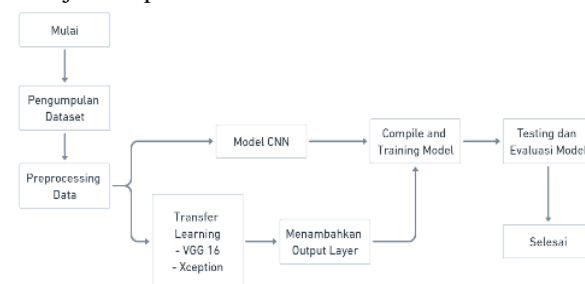 Mulai
Pengumpulan
Dataset
Preprocessing
Data
Model CNN
Transfer
Learning
- VGG 16
- Xception
Menambahkan
Output Layer
Compile and
Training Model
Testing dan
Evaluasi Model
Selesai